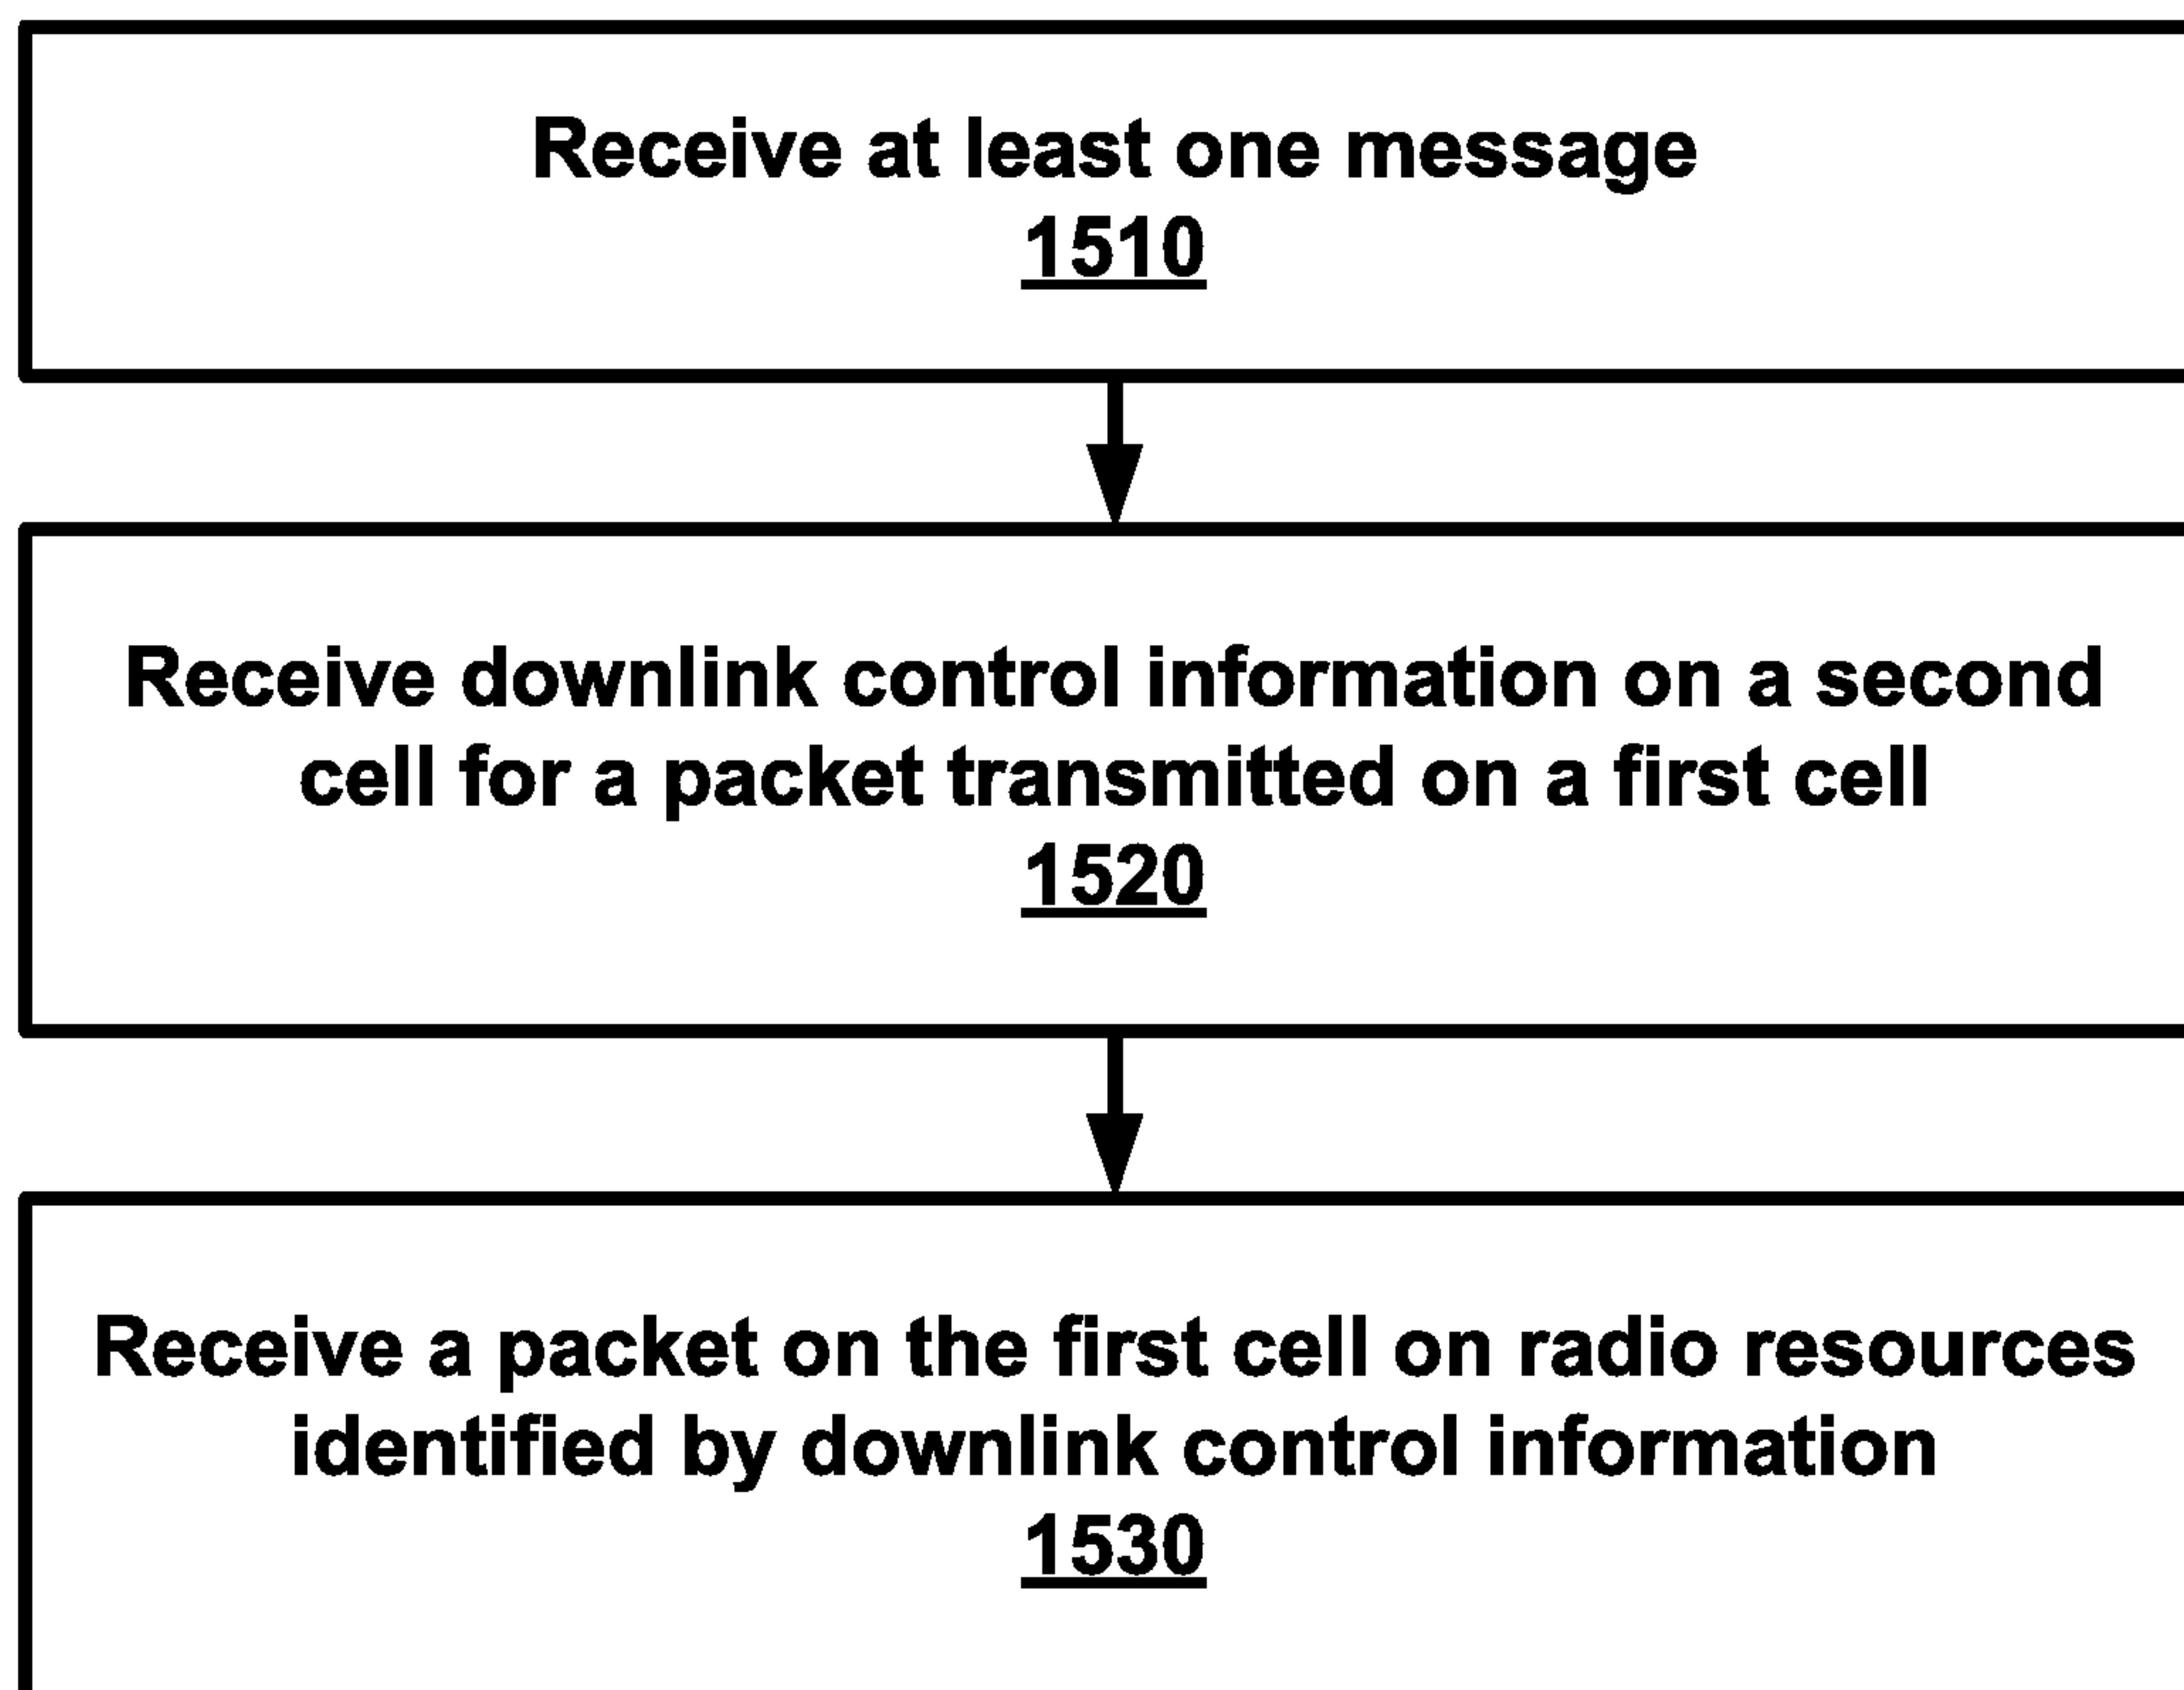 Receive at least one message
1510
Receive downlink control information on a second
cell for a packet transmitted on a first cell
1520
Receive a packet on the first cell on radio resources
identified by downlink control information
1530